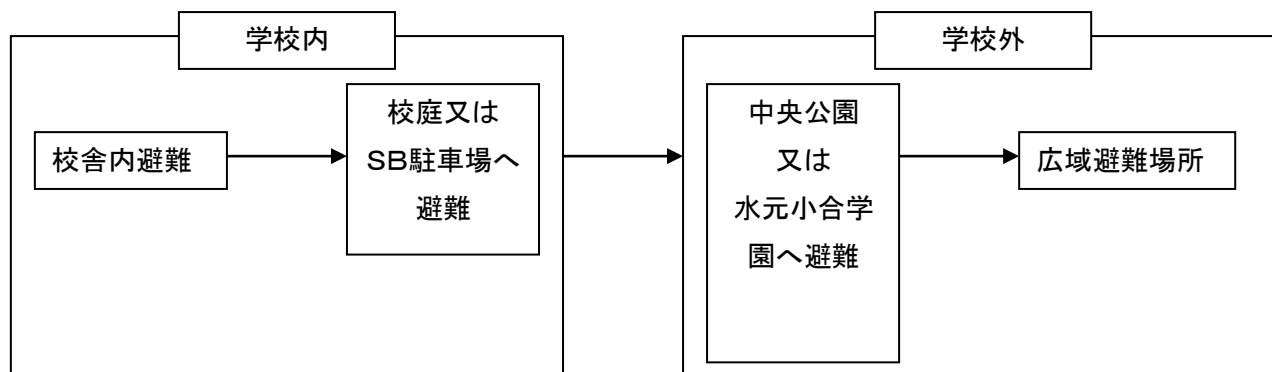 学校内
校舎内避難
校庭又は
ＳＢ駐車場へ
避難
学校外
中央公園
又は
水元小合学
園へ避難
広域避難場所